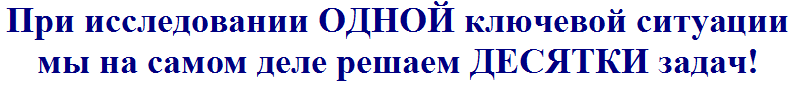 При исследовании ОДНОЙ ключевой ситуации
мы на самом деле решаем ДЕСЯТКИ задач!